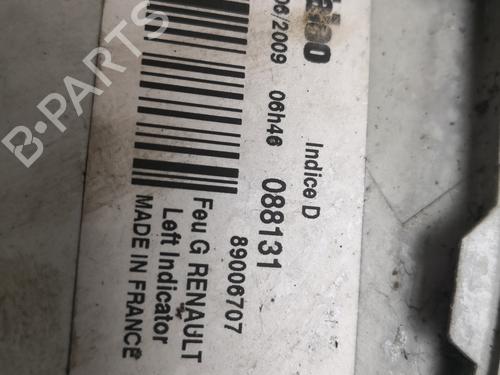 06/2009 06h46 Indice D
088131
89006707
Feu G RENAULT
Left Indicator
MADE IN FRANCE
B-PARTS